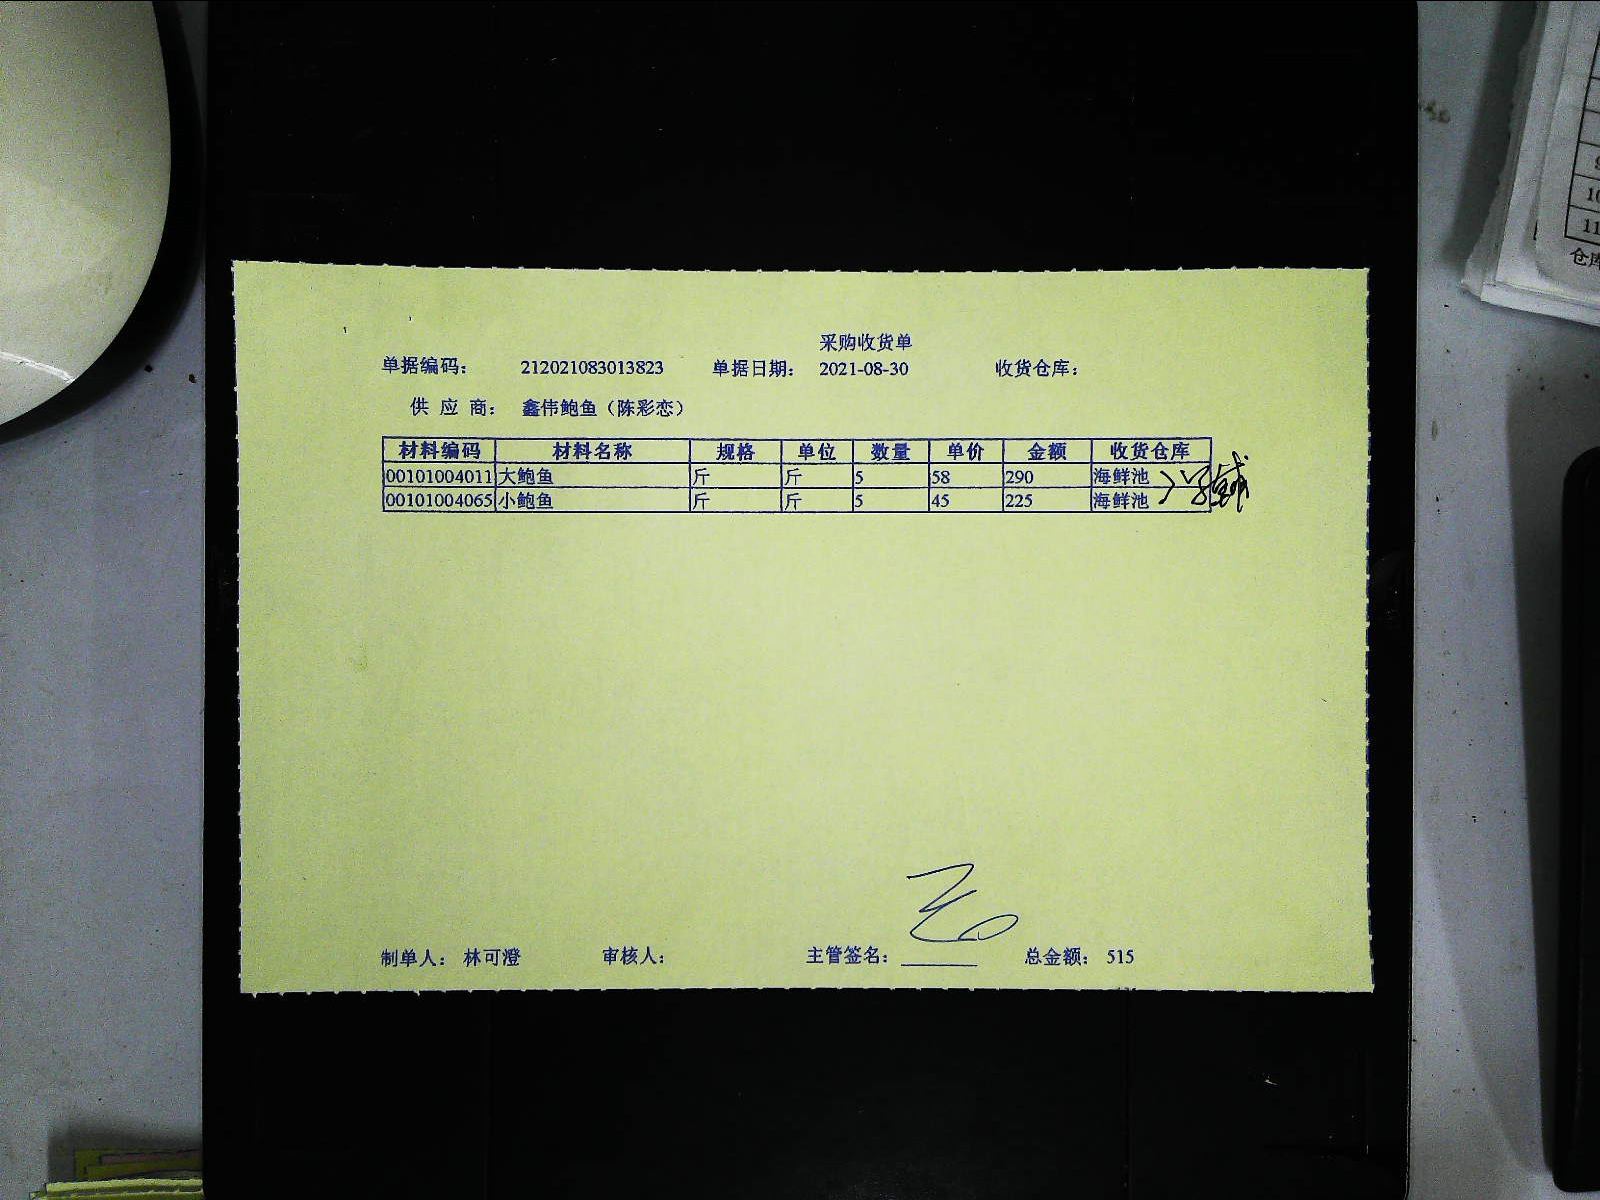 采购收货单
单据编码： 212021083013823 单据日期： 2021-08-30 收货仓库：
供 应 商： 鑫伟鲍鱼（陈彩恋）
材料编码 材料名称 规格 单位 数量 单价 金额 收货仓库
00101004011 大鲍鱼 斤 斤 5 58 290 海鲜池
00101004065 小鲍鱼 斤 斤 5 45 225 海鲜池
制单人： 林可澄 审核人： 主管签名： 总金额： 515
10
11
仓库